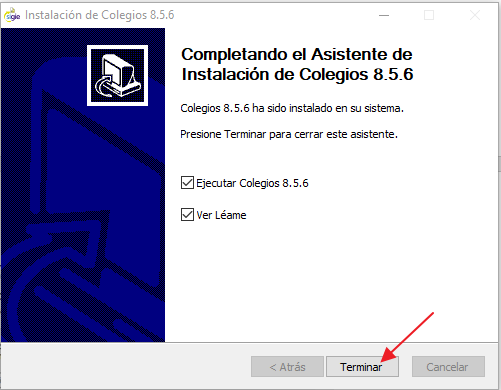 sigie
Instalación de Colegios 8.5.6
Completando el Asistente de
Instalación de Colegios 8.5.6
Colegios 8.5.6 ha sido instalado en su sistema.
Presione Terminar para cerrar este asistente.
Ejecutar Colegios 8.5.6
Ver Léame
< Atrás
Terminar
Cancelar